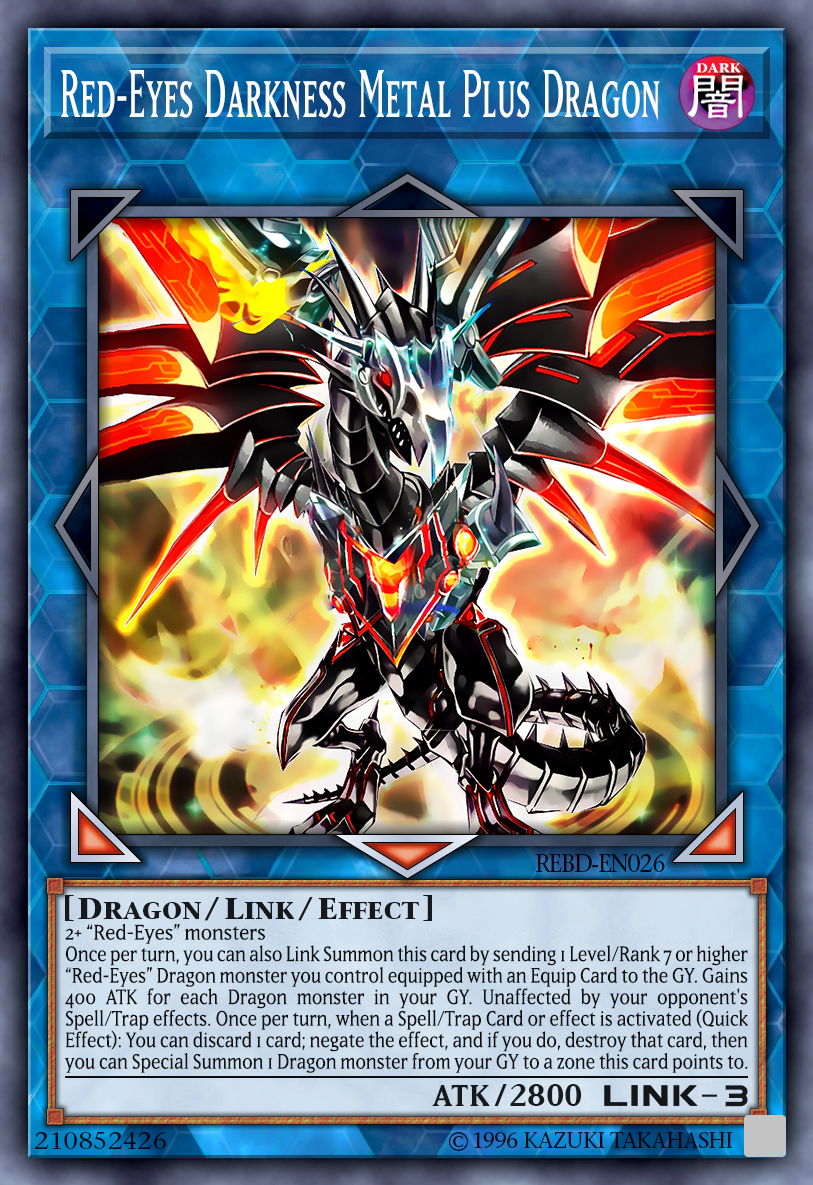 Red-Eyes Darkness Metal Plus Dragon
DARK
闇
REBD-EN026
[Dragon/Link/Effect]
2+ “Red-Eyes” monsters
Once per turn, you can also Link Summon this card by sending 1 Level/Rank 7 or higher
“Red-Eyes” Dragon monster you control equipped with an Equip Card to the GY. Gains
400 ATK for each Dragon monster in your GY. Unaffected by your opponent's
Spell/Trap effects. Once per turn, when a Spell/Trap Card or effect is activated (Quick
Effect): You can discard 1 card; negate the effect, and if you do, destroy that card, then
you can Special Summon 1 Dragon monster from your GY to a zone this card points to.
ATK/2800 LINK-3
210852426
©1996 KAZUKI TAKAHASHI